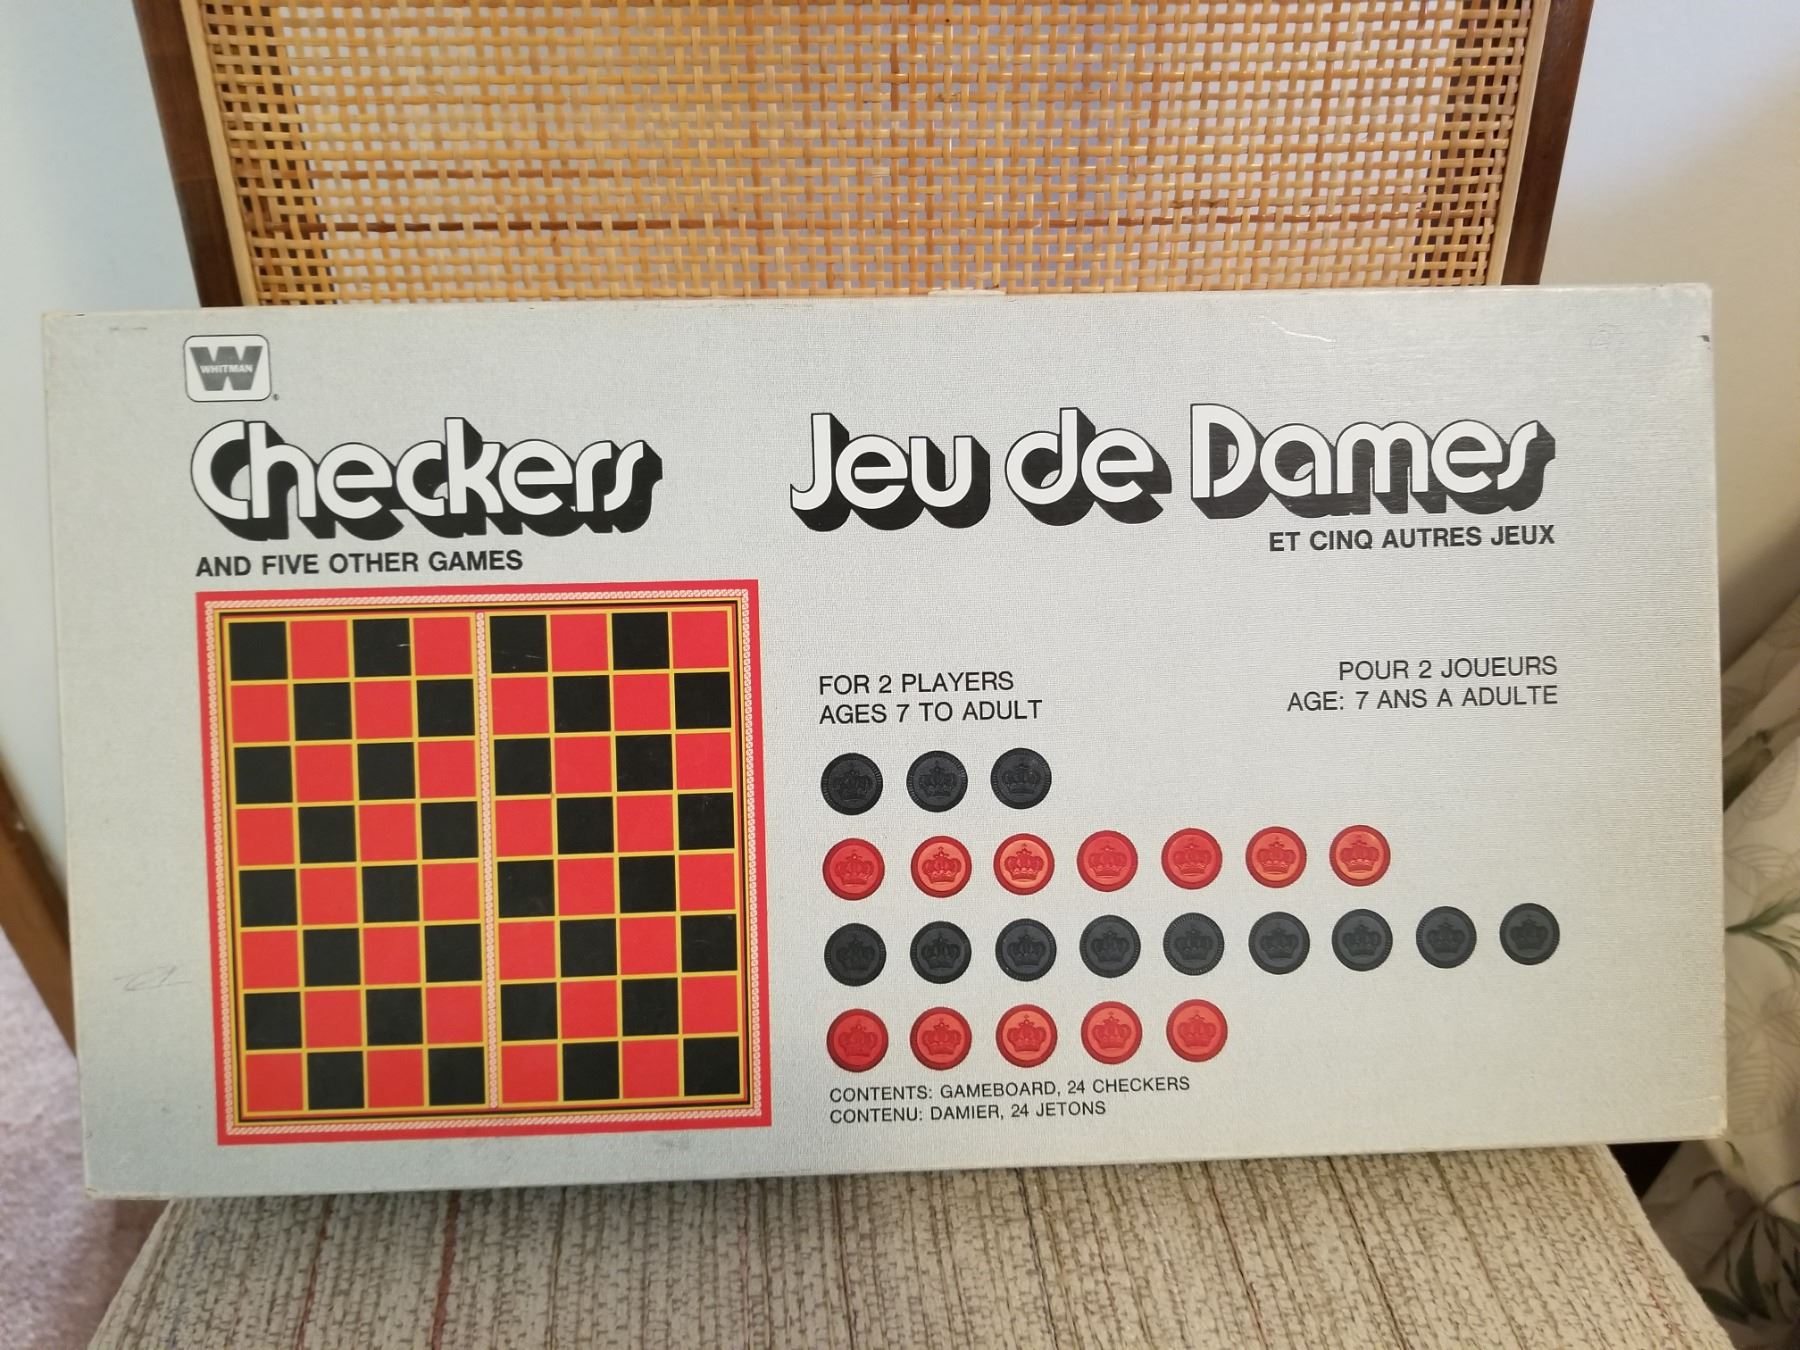 WHITMAN
Checkers
AND FIVE OTHER GAMES
Jeu de Dames
ET CINQ AUTRES JEUX
FOR 2 PLAYERS
AGES 7 TO ADULT
POUR 2 JOUEURS
AGE: 7 ANS A ADULTE
CONTENTS: GAMEBOARD, 24 CHECKERS
CONTENU: DAMIER, 24 JETONS